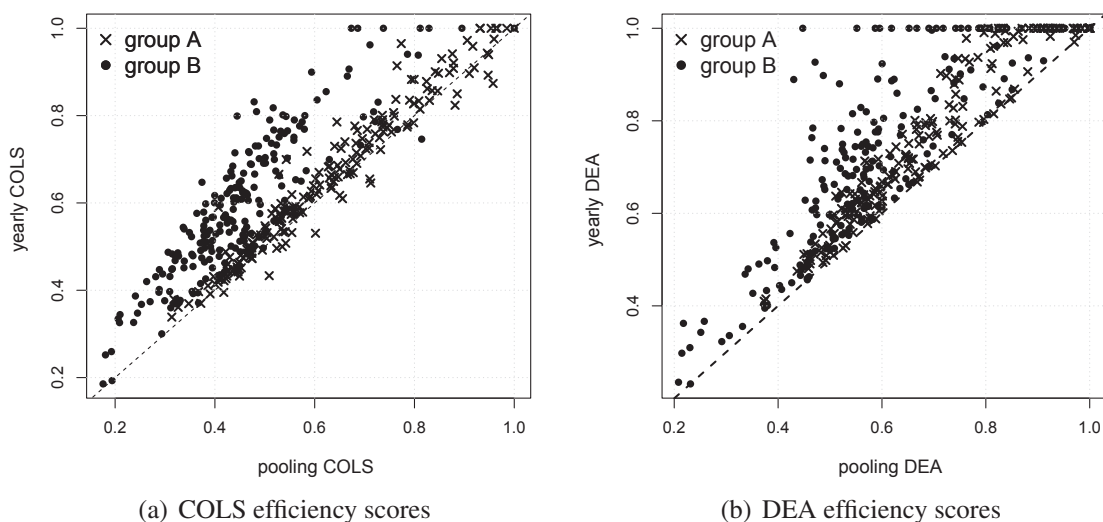 1.0
0.8
0.6
0.4
0.2
yearly COLS
group A
group B
0.2 0.4 0.6 0.8 1.0
pooling COLS
(a) COLS efficiency scores
1.0
0.8
0.6
0.4
yearly DEA
group A
group B
0.2 0.4 0.6 0.8 1.0
pooling DEA
(b) DEA efficiency scores